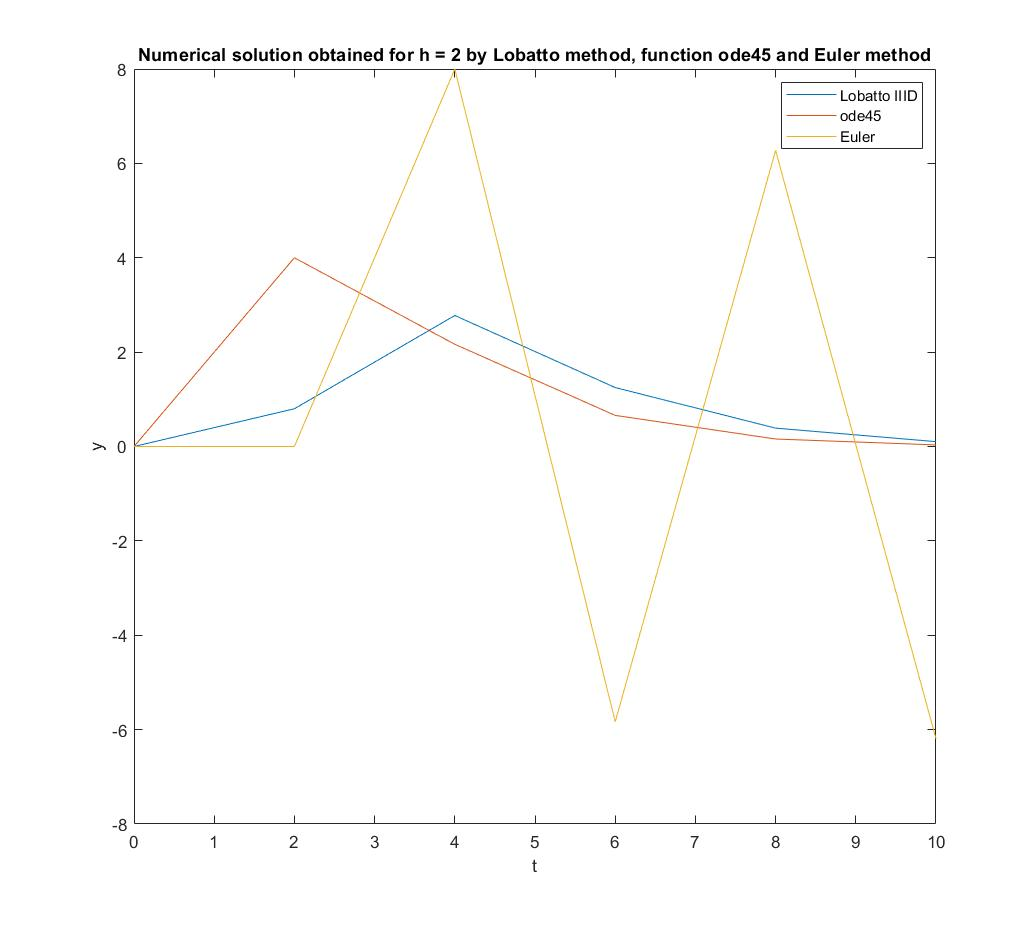 Numerical solution obtained for h = 2 by Lobatto method, function ode45 and Euler method
Lobatto IIID
ode45
Euler
8
6
4
2
0
-2
-4
-6
-8
y
0 1 2 3 4 5 6 7 8 9 10
t